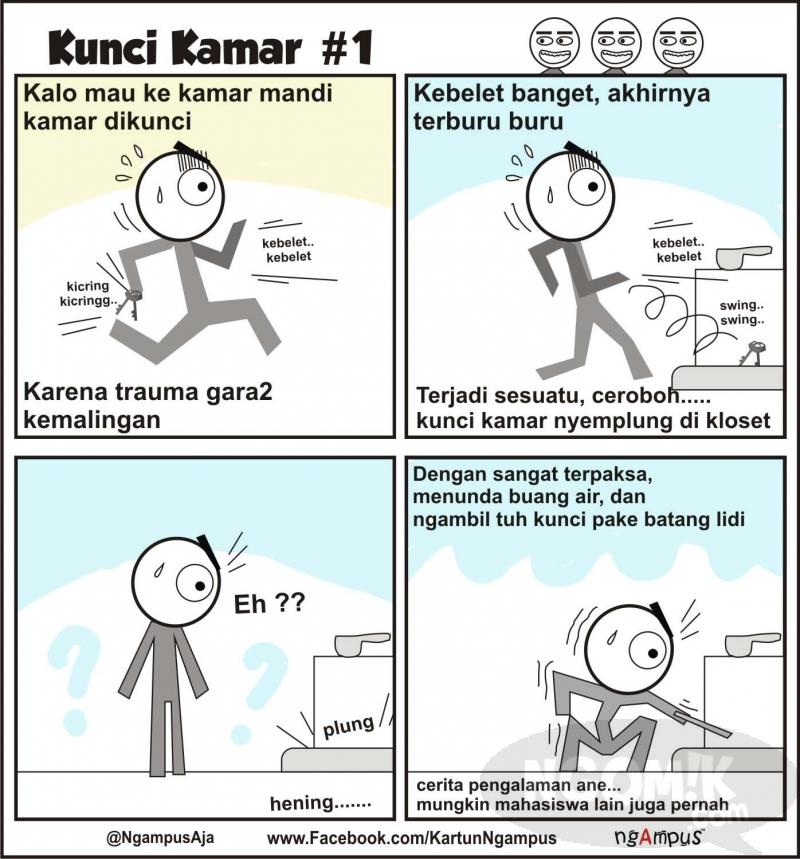 Kunci Kamar #1
Kalo mau ke kamar mandi
kamar dikunci
kebelet..
kebelet
kicring
kicringg..
Karena trauma gara2
kemalingan
Kebelet banget, akhirnya
terburu buru
kebelet..
kebelet
swing..
swing..
Terjadi sesuatu, ceroboh.....
kunci kamar nyemplung di kloset
Eh ??
plung
hening.......
Dengan sangat terpaksa,
menunda buang air, dan
ngambil tuh kunci pake batang lidi
NGOMIK
.com
cerita pengalaman ane...
mungkin mahasiswa lain juga pernah
@NgampusAja
www.Facebook.com/KartunNgampus
ngAmpus